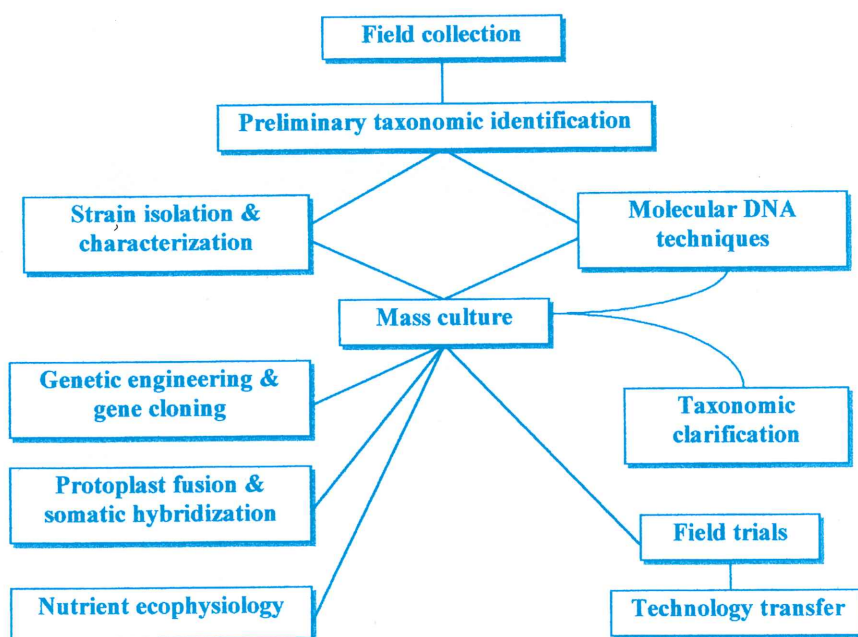 Field collection
Preliminary taxonomic identification
Strain isolation &
characterization
Molecular DNA
techniques
Mass culture
Genetic engineering &
gene cloning
Taxonomic
clarification
Protoplast fusion &
somatic hybridization
Field trials
Nutrient ecophysiology
Technology transfer